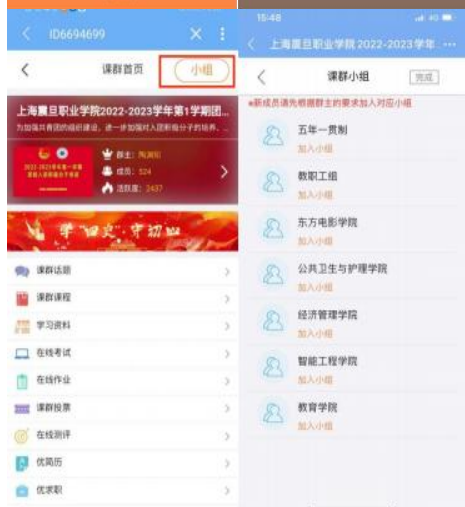 ID6694699
课群首页
小组
上海震旦职业学院2022-2023学年第1学期团...
为加强共青团的组织建设，进一步加强对入团积极分子的培养、...
群主：陶渊知
成员：524
活跃度：2437
学“四史” 守初心
课群话题
课群课程
学习资料
在线考试
在线作业
课群投票
在线测评
优简历
优求职
15:48
4G
上海震旦职业学院 2022-2023学年...
课群小组
完成
*新成员请先根据群主的要求加入对应小组
五年一贯制
加入小组
教职工组
加入小组
东方电影学院
加入小组
公共卫生与护理学院
加入小组
经济管理学院
加入小组
智能工程学院
加入小组
教育学院
加入小组